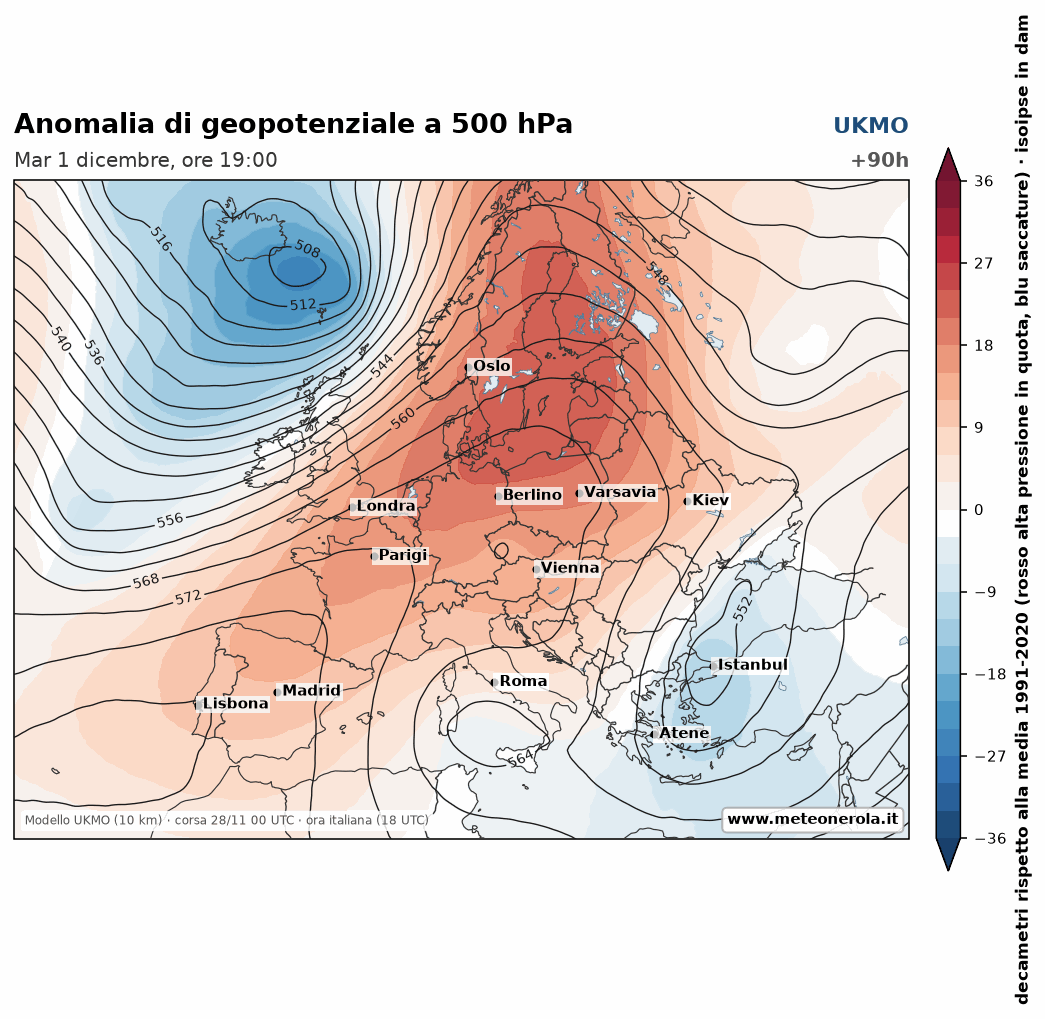 Anomalia di geopotenziale a 500 hPa
UKMO
Mar 1 dicembre, ore 19:00
+90h
516
508
512
540
536
544
548
560
Oslo
Londra
Berlino
Varsavia
Kiev
556
Parigi
Vienna
568
572
552
Istanbul
Roma
Madrid
Lisbona
Atene
564
Modello UKMO (10 km) · corsa 28/11 00 UTC · ora italiana (18 UTC)
www.meteonerola.it
36
27
18
9
0
−9
−18
−27
−36
decametri rispetto alla media 1991-2020 (rosso alta pressione in quota, blu saccature) · isoipse in dam